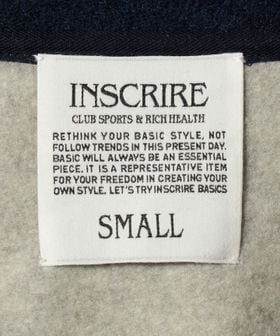 INSCRIRE
CLUB SPORTS & RICH HEALTH
RETHINK YOUR BASIC STYLE, NOT
FOLLOW TRENDS IN THIS PRESENT DAY.
BASIC WILL ALWAYS BE AN ESSENTIAL
PIECE. IT IS A REPRESENTATIVE ITEM
FOR YOUR FREEDOM IN CREATING YOUR
OWN STYLE. LET'S TRY INSCRIRE BASICS
SMALL